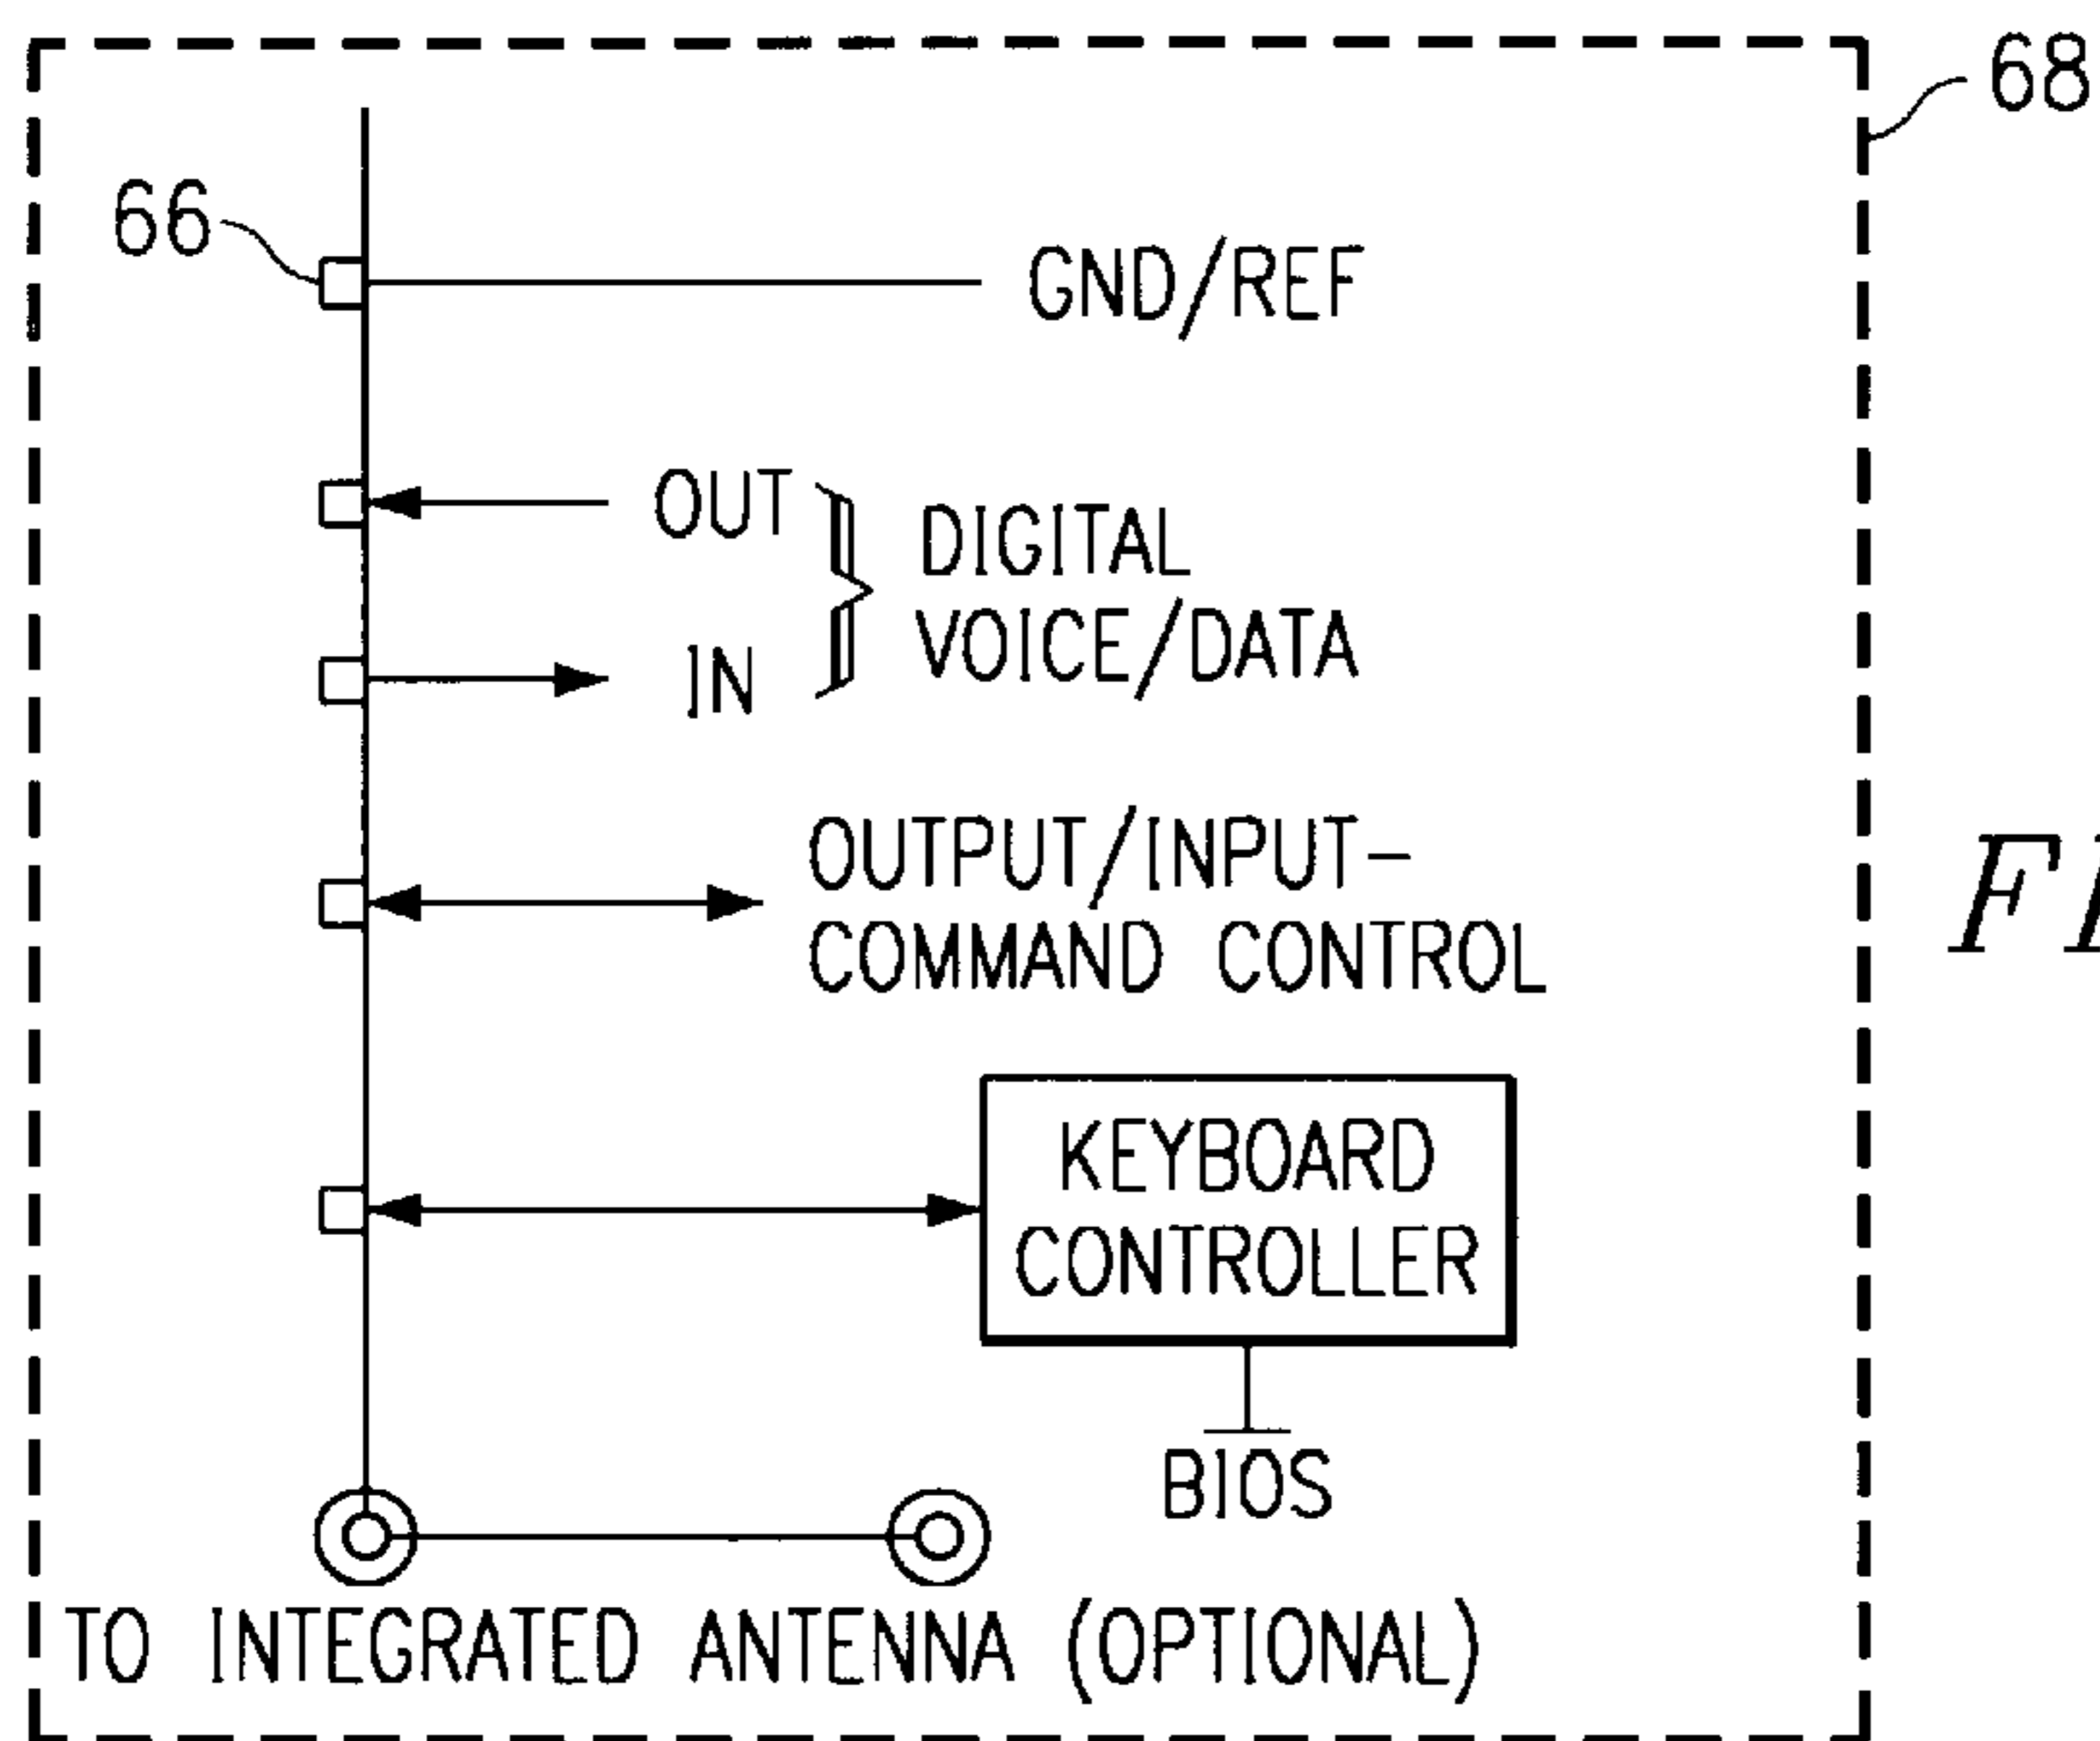 68
66
GND/REF
OUT
DIGITAL
VOICE/DATA
IN
OUTPUT/INPUT-
COMMAND CONTROL
KEYBOARD
CONTROLLER
BIOS
TO INTEGRATED ANTENNA (OPTIONAL)